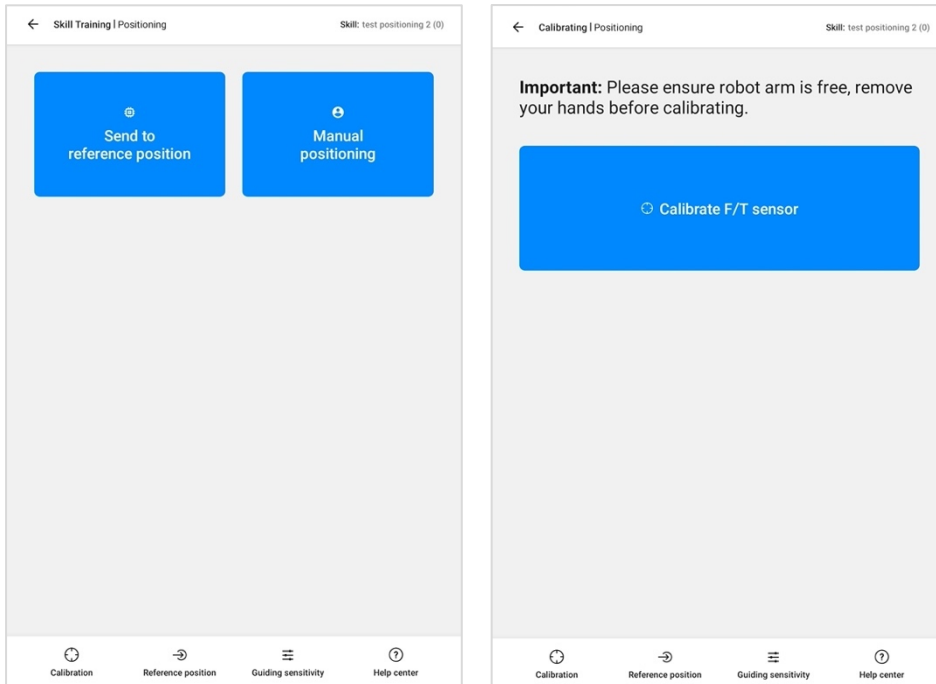 Skill Training | Positioning
Skill: test positioning 2 (0)
Send to
reference position
Manual
positioning
Calibration
Reference position
Guiding sensitivity
Help center
Calibrating | Positioning
Skill: test positioning 2 (0)
Important: Please ensure robot arm is free, remove
your hands before calibrating.
Calibrate F/T sensor
Calibration
Reference position
Guiding sensitivity
Help center